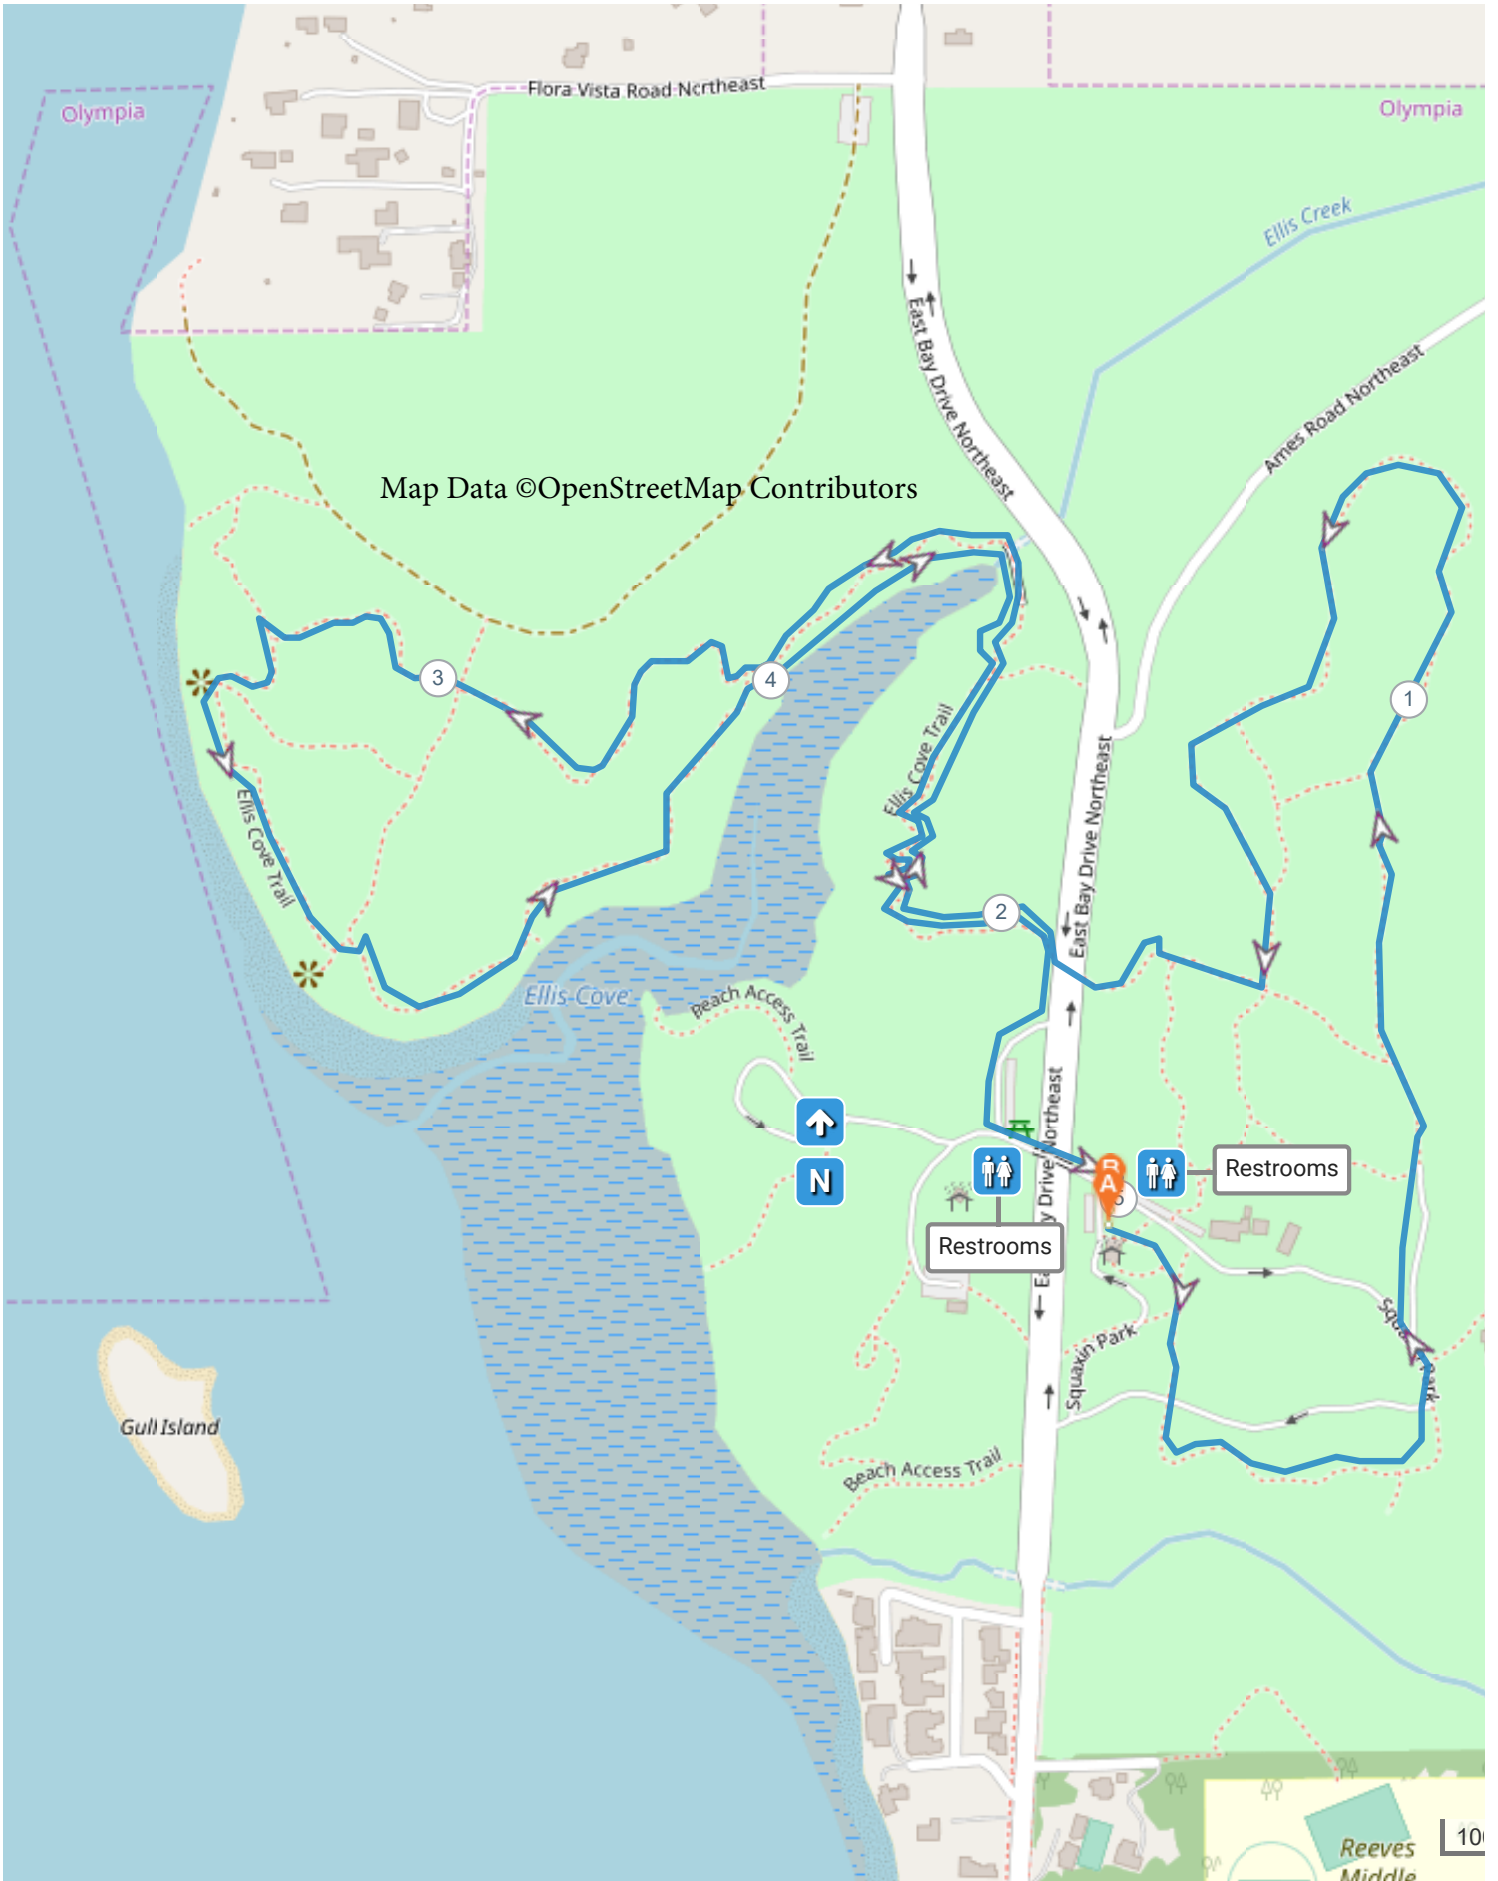 Flora Vista Road Northeast
Olympia
Olympia
Ellis Creek
East Bay Drive Northeast
Ames Road Northeast
Map Data ©OpenStreetMap Contributors
1
3
4
Ellis Cove Trail
East Bay Drive Northeast
Ellis Cove Trail
2
Ellis Cove
Beach Access Trail
N
Restrooms
B
A
5
Restrooms
Squaxin Park
Gull Island
Beach Access Trail
Reeves
Middle